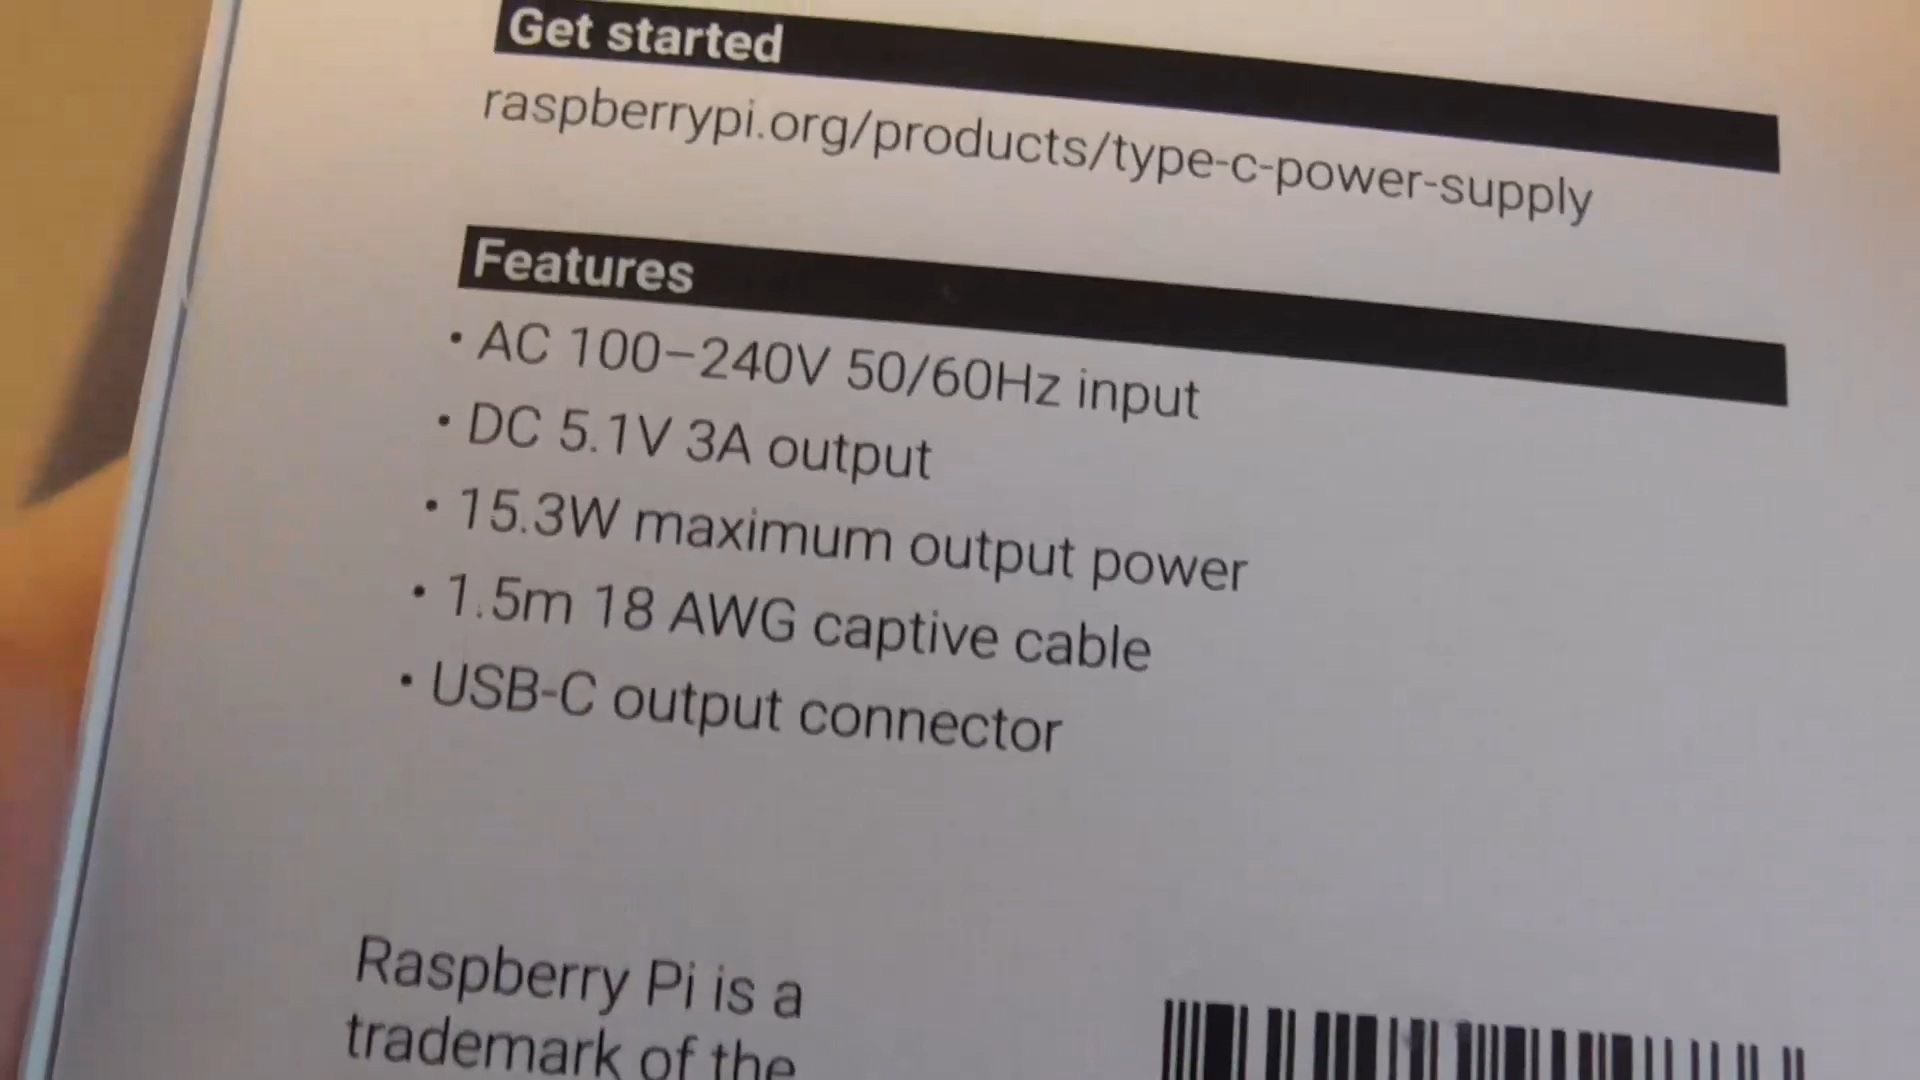 Get started
raspberrypi.org/products/type-c-power-supply
Features
• AC 100–240V 50/60Hz input
• DC 5.1V 3A output
• 15.3W maximum output power
• 1.5m 18 AWG captive cable
• USB-C output connector
Raspberry Pi is a
trademark of the